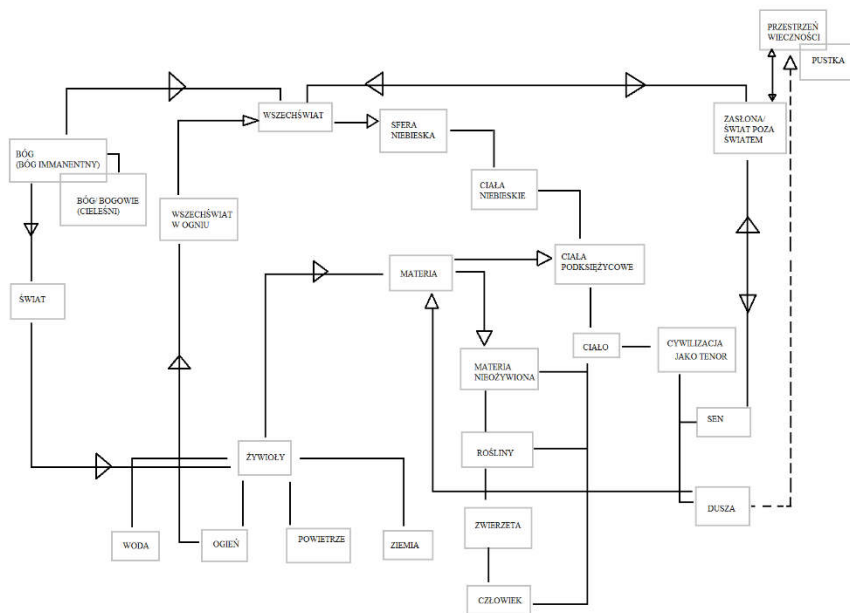 PRZESTRZEŃ
WIECZNOŚCI
PUSTKA
WSZECHŚWIAT
SFERA
NIEBIESKA
ZASŁONA/
ŚWIAT POZA
ŚWIATEM
BÓG
(BÓG IMMANENTNY)
BÓG/ BOGOWIE
(CIELEŚNI)
WSZECHŚWIAT
W OGNIU
CIAŁA
NIEBIESKIE
MATERIA
CIAŁA
PODKSIĘŻYCOWE
ŚWIAT
CIAŁO
CYWILIZACJA
JAKO TENOR
MATERIA
NIEOŻYWIONA
SEN
ŻYWIOŁY
ROŚLINY
DUSZA
WODA
OGIEŃ
POWIETRZE
ZIEMIA
ZWIERZETA
CZŁOWIEK